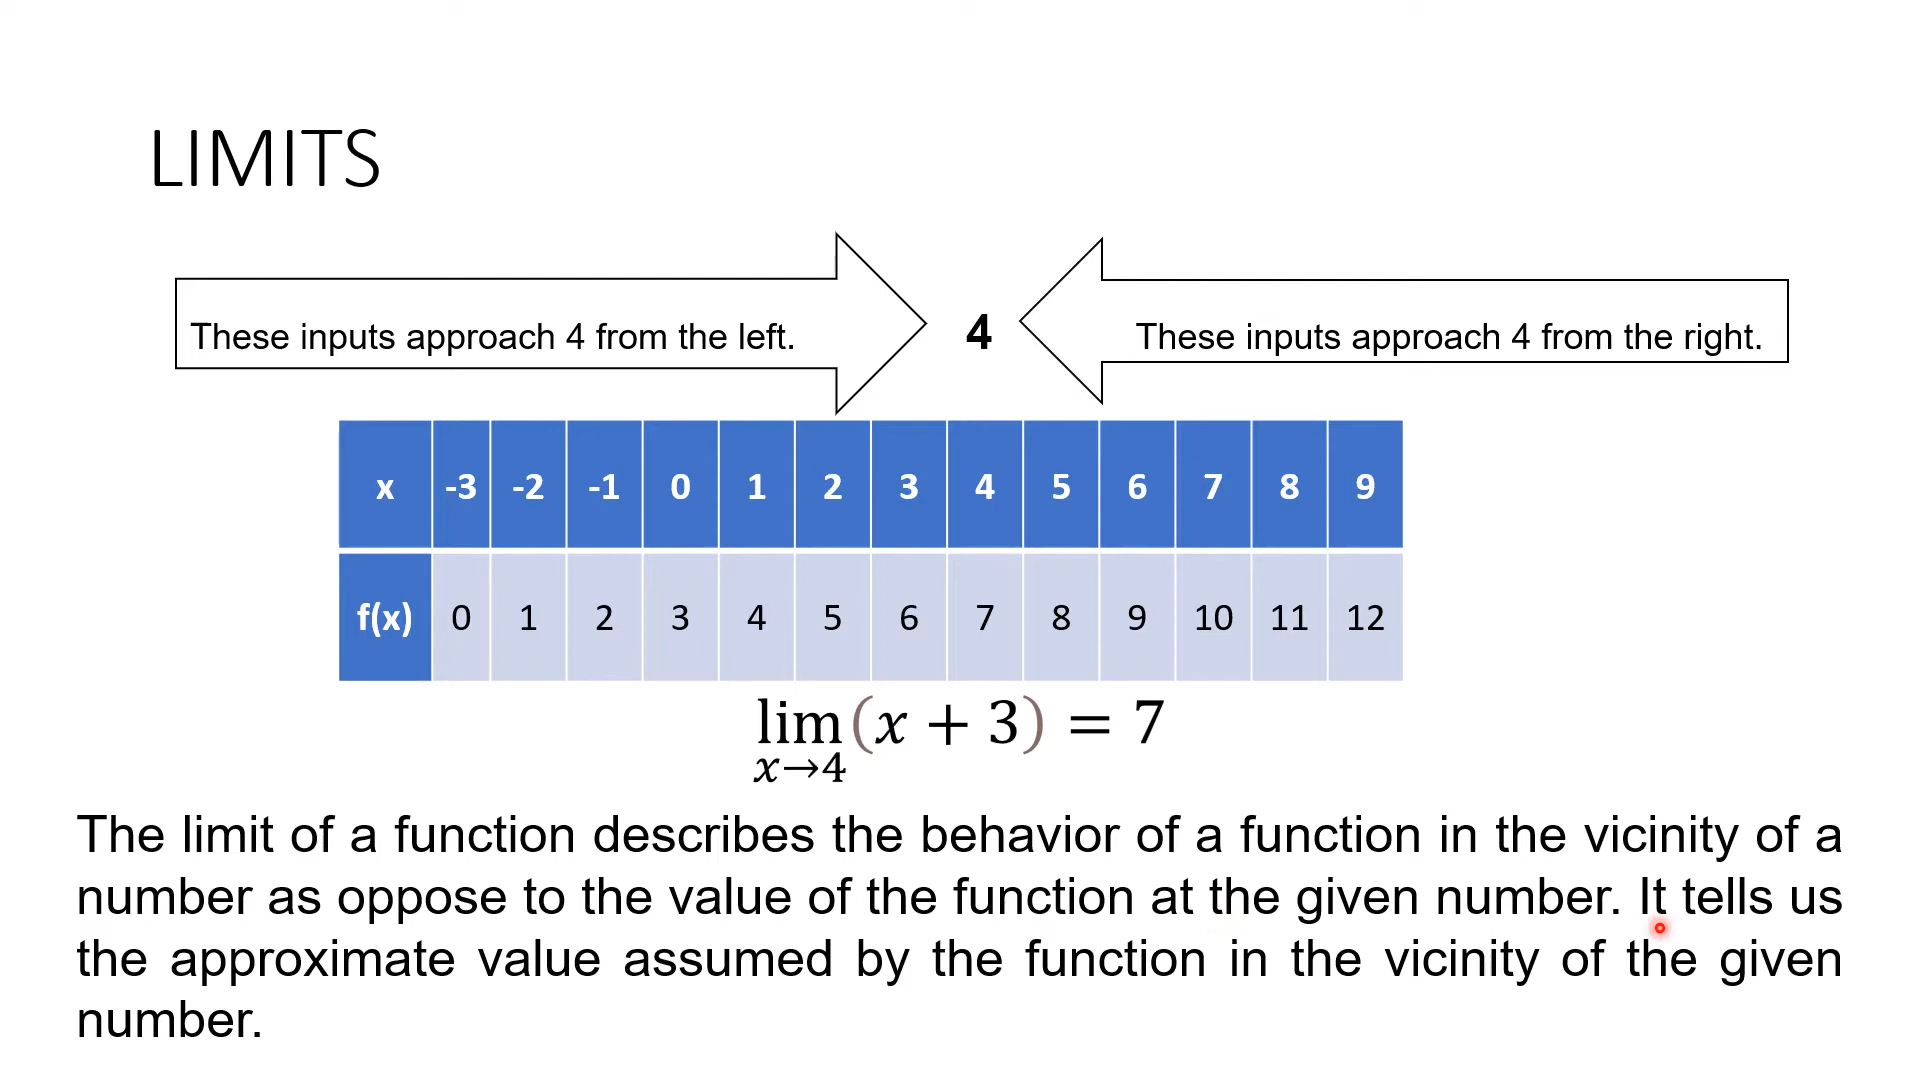 LIMITS
These inputs approach 4 from the left.
4
These inputs approach 4 from the right.
x -3 -2 -1 0 1 2 3 4 5 6 7 8 9
f(x) 0 1 2 3 4 5 6 7 8 9 10 11 12
lim(x + 3) = 7
x→4
The limit of a function describes the behavior of a function in the vicinity of a
number as oppose to the value of the function at the given number. It tells us
the approximate value assumed by the function in the vicinity of the given
number.